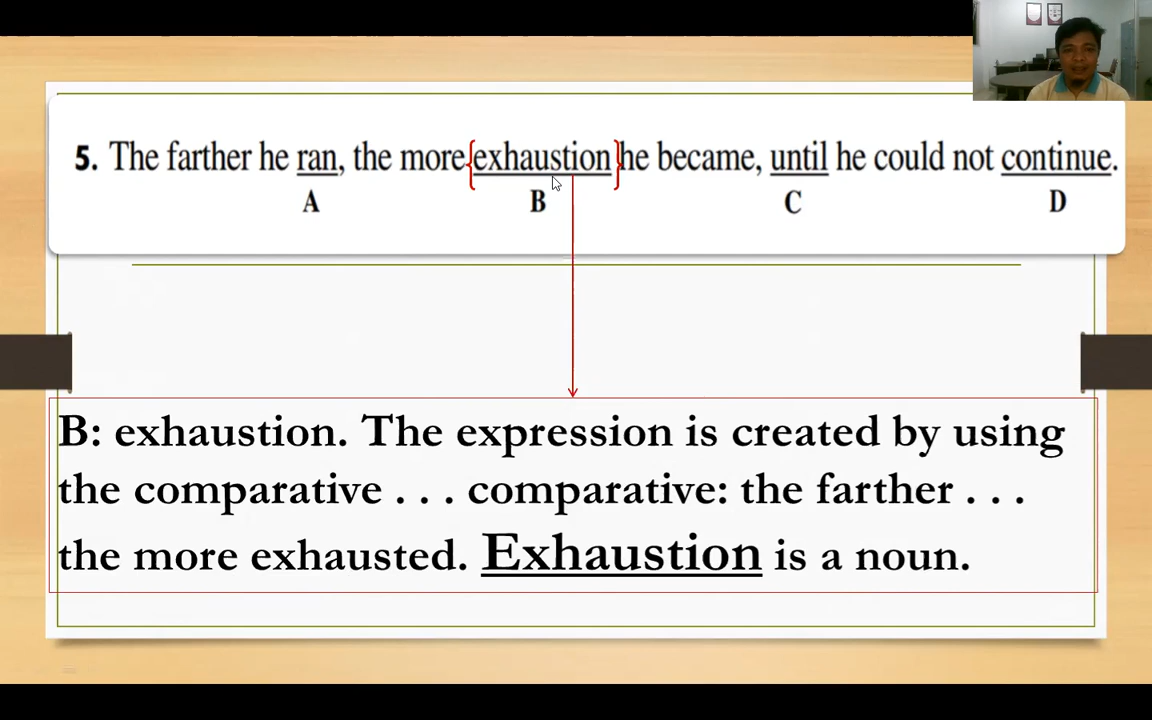 5. The farther he ran, the more {exhaustion} he became, until he could not continue.
A B C D
B: exhaustion. The expression is created by using
the comparative . . . comparative: the farther . . .
the more exhausted. Exhaustion is a noun.